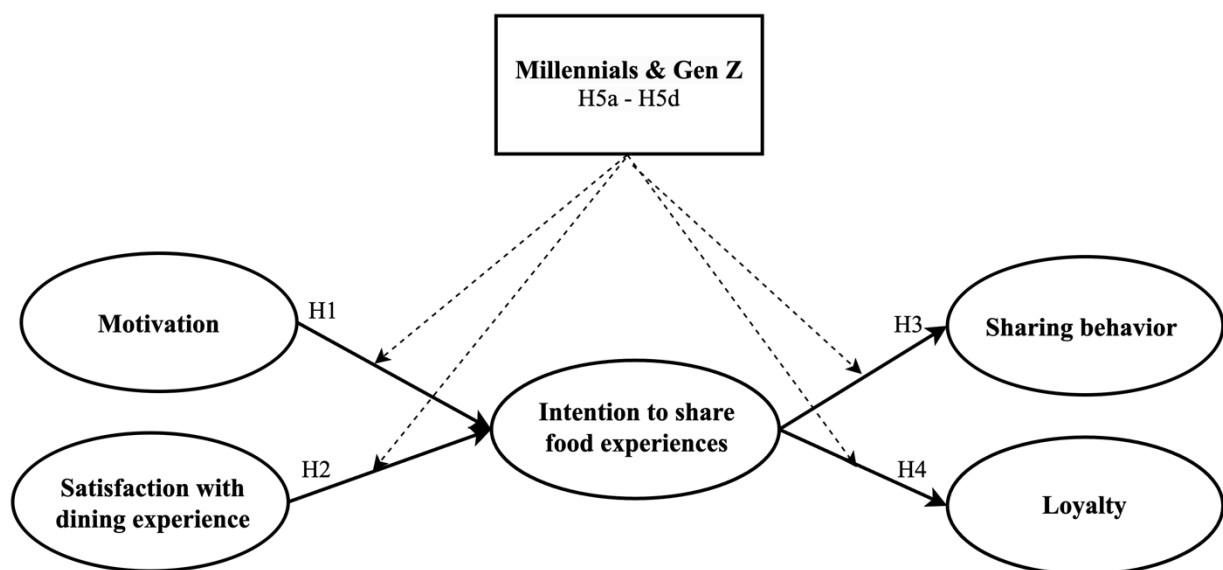 Millennials & Gen Z
H5a - H5d
Motivation
H1
H3
Sharing behavior
Intention to share
food experiences
H2
H4
Satisfaction with
dining experience
Loyalty